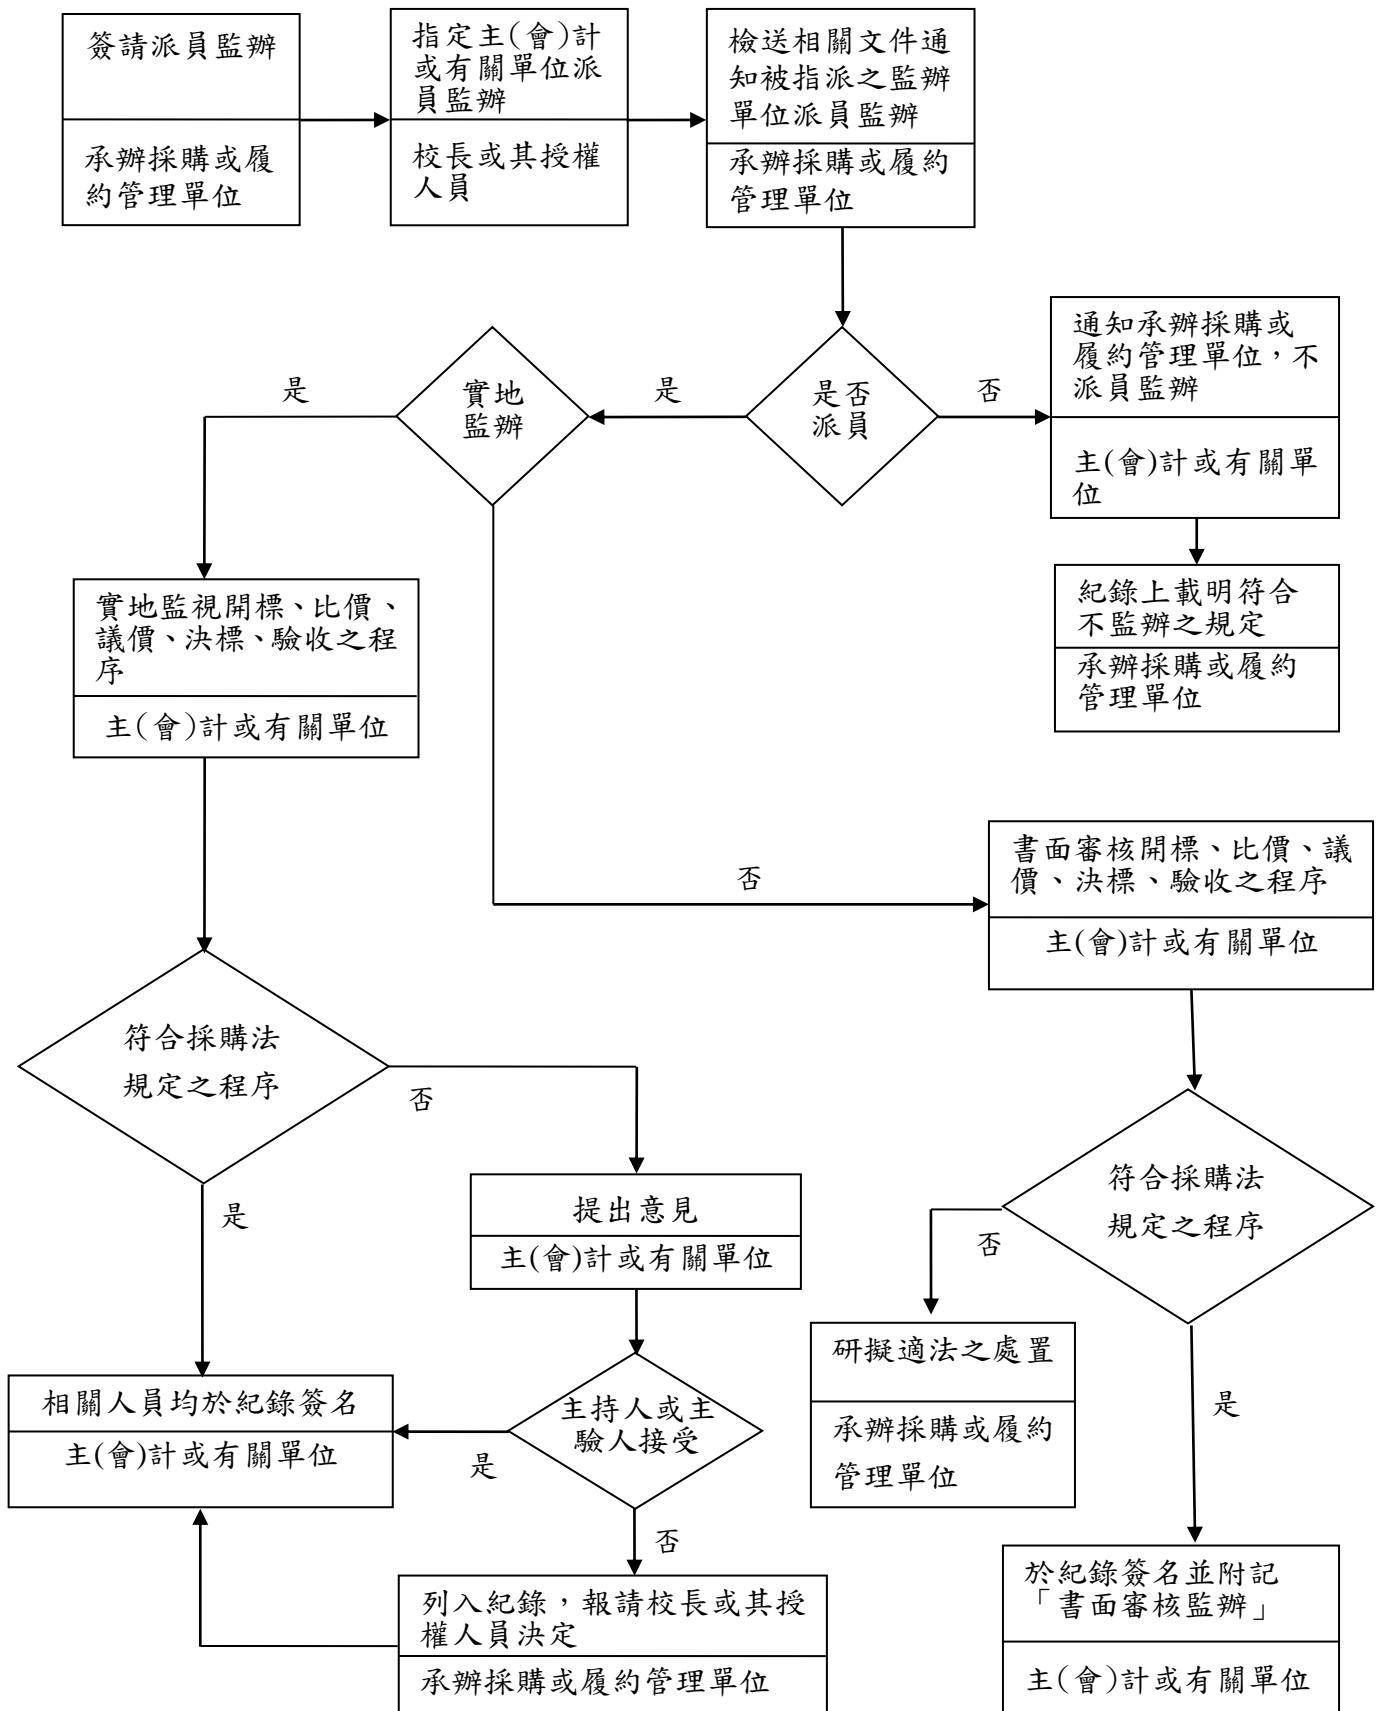 簽請派員監辦
承辦採購或履
約管理單位
指定主(會)計
或有關單位派
員監辦
校長或其授權
人員
檢送相關文件通
知被指派之監辦
單位派員監辦
承辦採購或履約
管理單位
是否
派員
是
否
實地
監辦
是
通知承辦採購或
履約管理單位，不
派員監辦
主(會)計或有關單
位
紀錄上載明符合
不監辦之規定
承辦採購或履約
管理單位
實地監視開標、比價、
議價、決標、驗收之程
序
主(會)計或有關單位
否
書面審核開標、比價、議
價、決標、驗收之程序
主(會)計或有關單位
符合採購法
規定之程序
否
是
提出意見
主(會)計或有關單位
符合採購法
規定之程序
否
是
研擬適法之處置
承辦採購或履約
管理單位
相關人員均於紀錄簽名
主(會)計或有關單位
主持人或主
驗人接受
是
否
列入紀錄，報請校長或其授
權人員決定
承辦採購或履約管理單位
於紀錄簽名並附記
「書面審核監辦」
主(會)計或有關單位